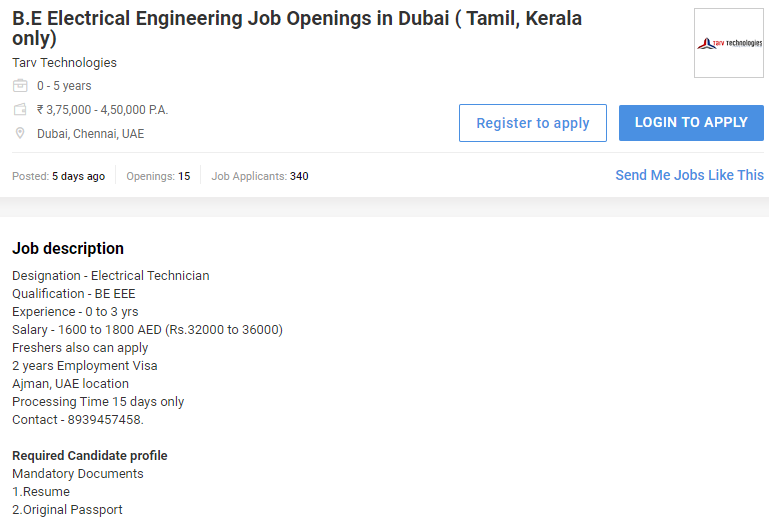 B.E Electrical Engineering Job Openings in Dubai ( Tamil, Kerala
only)
Tarv Technologies
Tarv Technologies
0 - 5 years
₹ 3,75,000 - 4,50,000 P.A.
Dubai, Chennai, UAE
Register to apply
LOGIN TO APPLY
Posted: 5 days ago Openings: 15 Job Applicants: 340
Send Me Jobs Like This
Job description
Designation - Electrical Technician
Qualification - BE EEE
Experience - 0 to 3 yrs
Salary - 1600 to 1800 AED (Rs.32000 to 36000)
Freshers also can apply
2 years Employment Visa
Ajman, UAE location
Processing Time 15 days only
Contact - 8939457458.
Required Candidate profile
Mandatory Documents
1.Resume
2.Original Passport